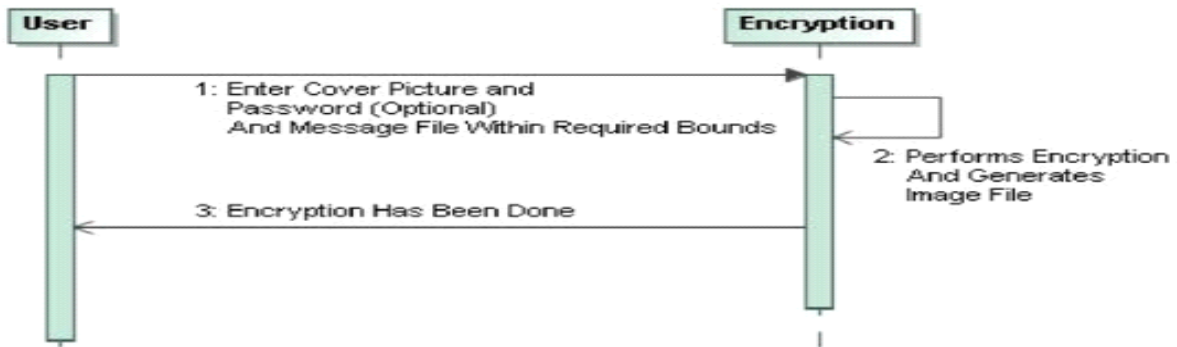 User
Encryption
1: Enter Cover Picture and
Password (Optional)
And Message File Within Required Bounds
2: Performs Encryption
And Generates
Image File
3: Encryption Has Been Done